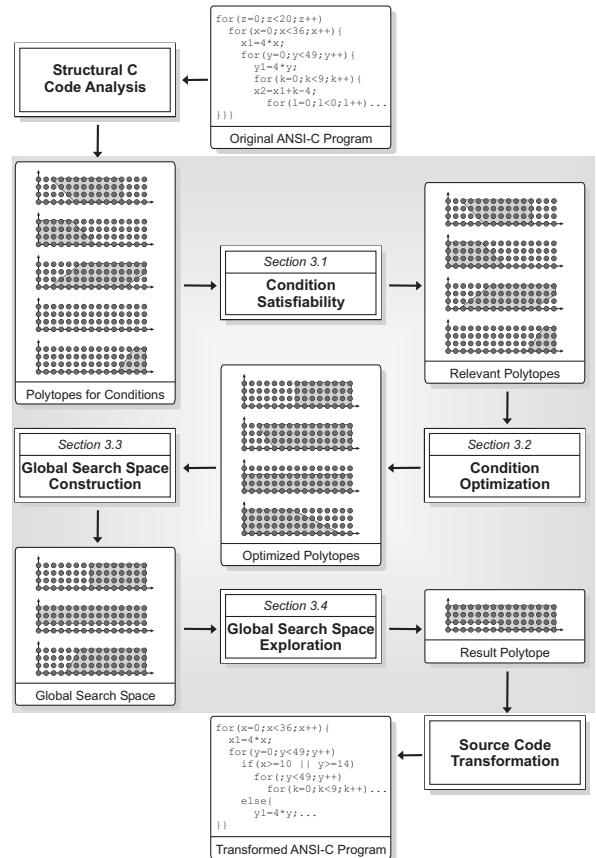 for(z=0;z<20;z++)
for(x=0;x<36;x++){
x1=4*x;
for(y=0;y<49;y++){
y1=4*y;
for(k=0;k<9;k++){
x2=x1+k-4;
for(l=0;l<0;l++)...
}}}
Original ANSI-C Program
Structural C
Code Analysis
Polytopes for Conditions
Section 3.1
Condition
Satisfiability
Relevant Polytopes
Section 3.2
Condition
Optimization
Optimized Polytopes
Section 3.3
Global Search Space
Construction
Global Search Space
Section 3.4
Global Search Space
Exploration
Result Polytope
Source Code
Transformation
for(x=0;x<36;x++){
x1=4*x;
for(y=0;y<49;y++)
if(x>=10 || y>=14)
for(;y<49;y++)
for(k=0;k<9;k++)...
else{
y1=4*y;...
}}
Transformed ANSI-C Program